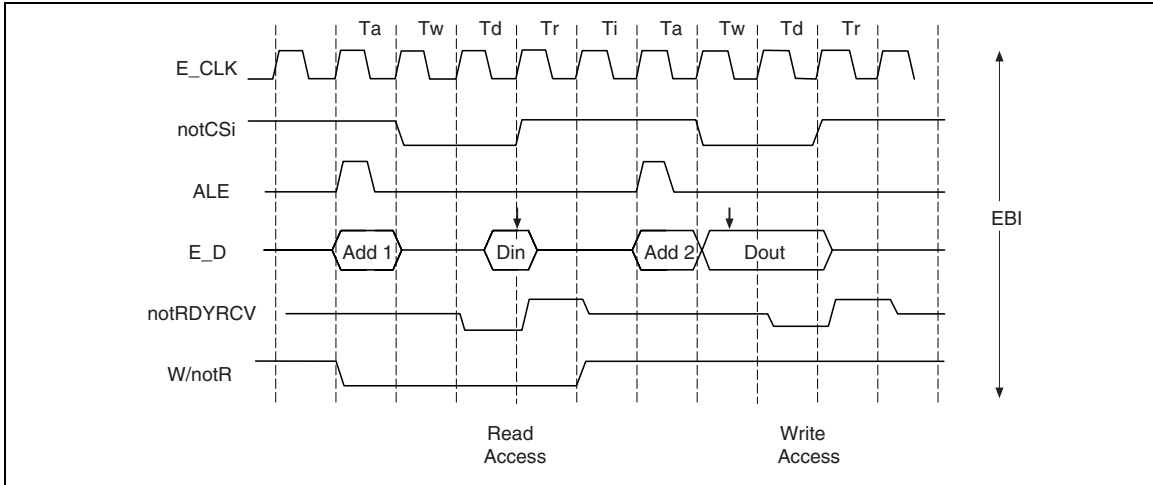 Ta Tw Td Tr Ti Ta Tw Td Tr
E_CLK
notCSi
ALE
EBI
E_D Add 1 Din Add 2 Dout
notRDYRCV
W/notR
Read Write
Access Access